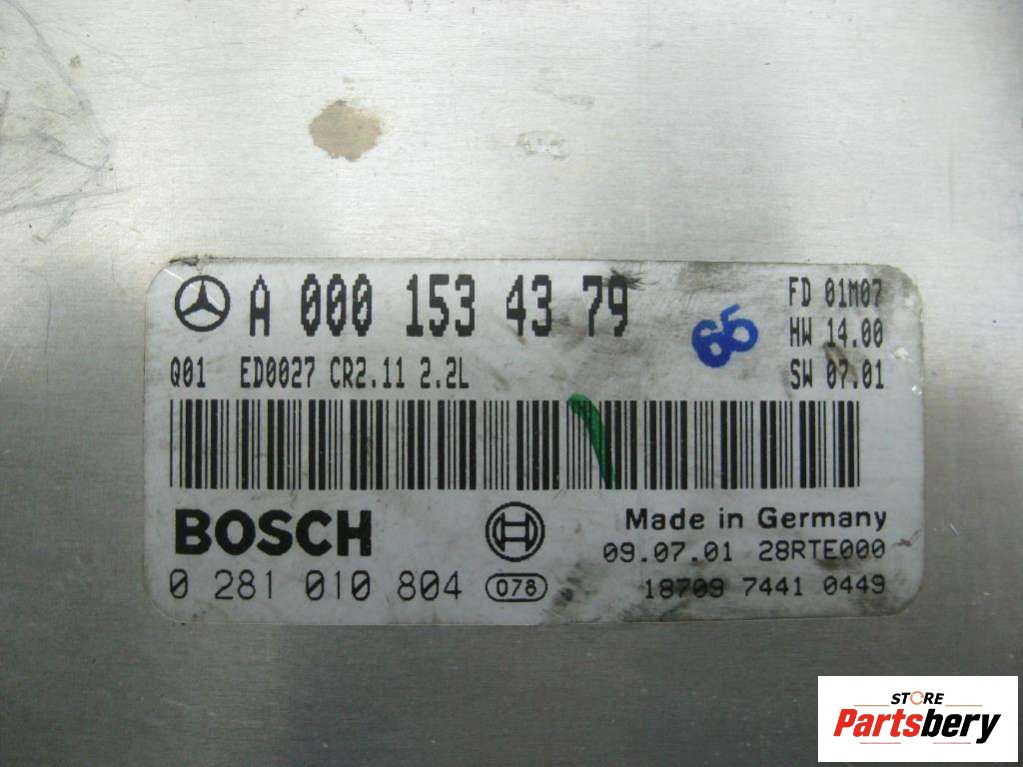 A 000 153 43 79
65
FD 01M07
HW 14.00
SW 07.01
Q01 ED0027 CR2.11 2.2L
BOSCH
Made in Germany
09.07.01 28RTE000
0 281 010 804 078
18709 7441 0449
STORE
Partsbery